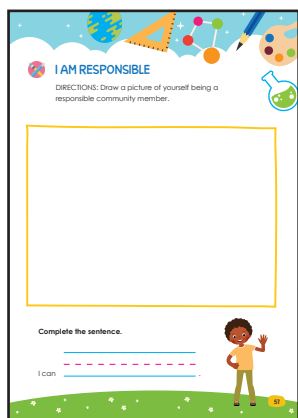 I AM RESPONSIBLE
DIRECTIONS: Draw a picture of yourself being a
responsible community member.
Complete the sentence.
I can .
57